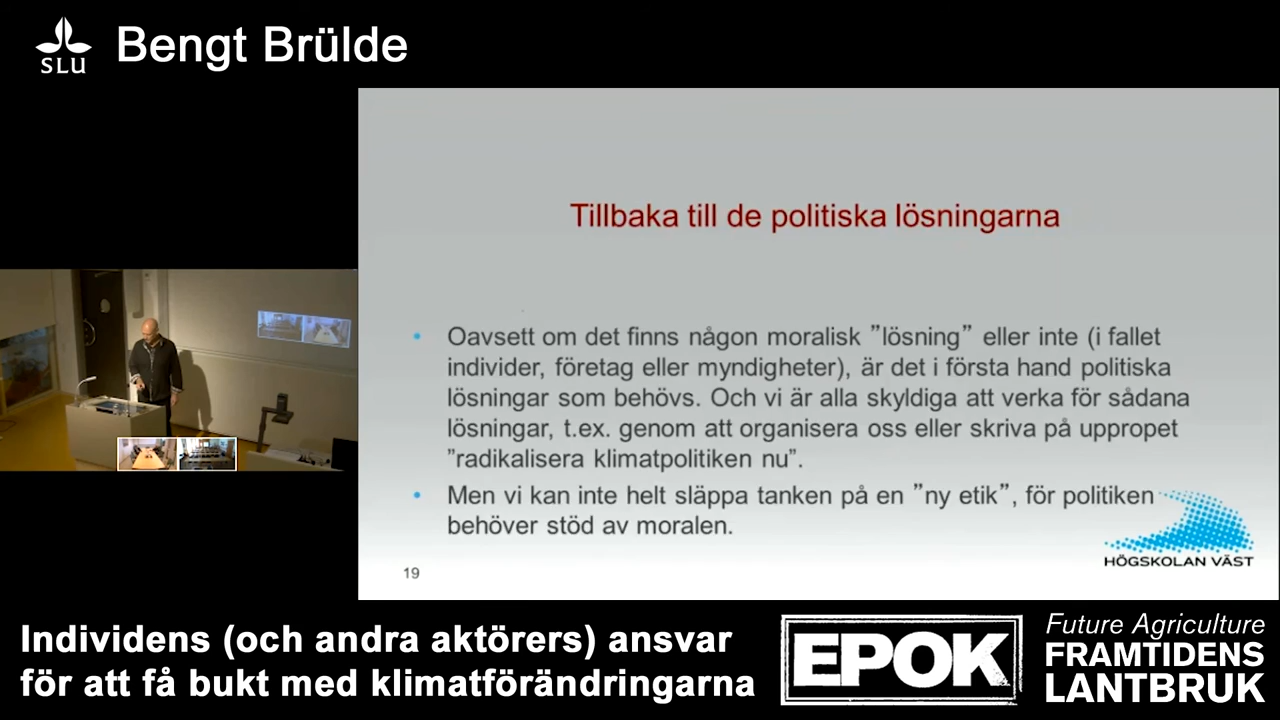 SLU
Bengt Brülde
Tillbaka till de politiska lösningarna
• Oavsett om det finns någon moralisk ”lösning” eller inte (i fallet
individer, företag eller myndigheter), är det i första hand politiska
lösningar som behövs. Och vi är alla skyldiga att verka för sådana
lösningar, t.ex. genom att organisera oss eller skriva på uppropet
”radikalisera klimatpolitiken nu”.
• Men vi kan inte helt släppa tanken på en ”ny etik”, för politiken
behöver stöd av moralen.
19
HÖGSKOLAN VÄST
Individens (och andra aktörers) ansvar
för att få bukt med klimatförändringarna
EPOK
Future Agriculture
FRAMTIDENS
LANTBRUK